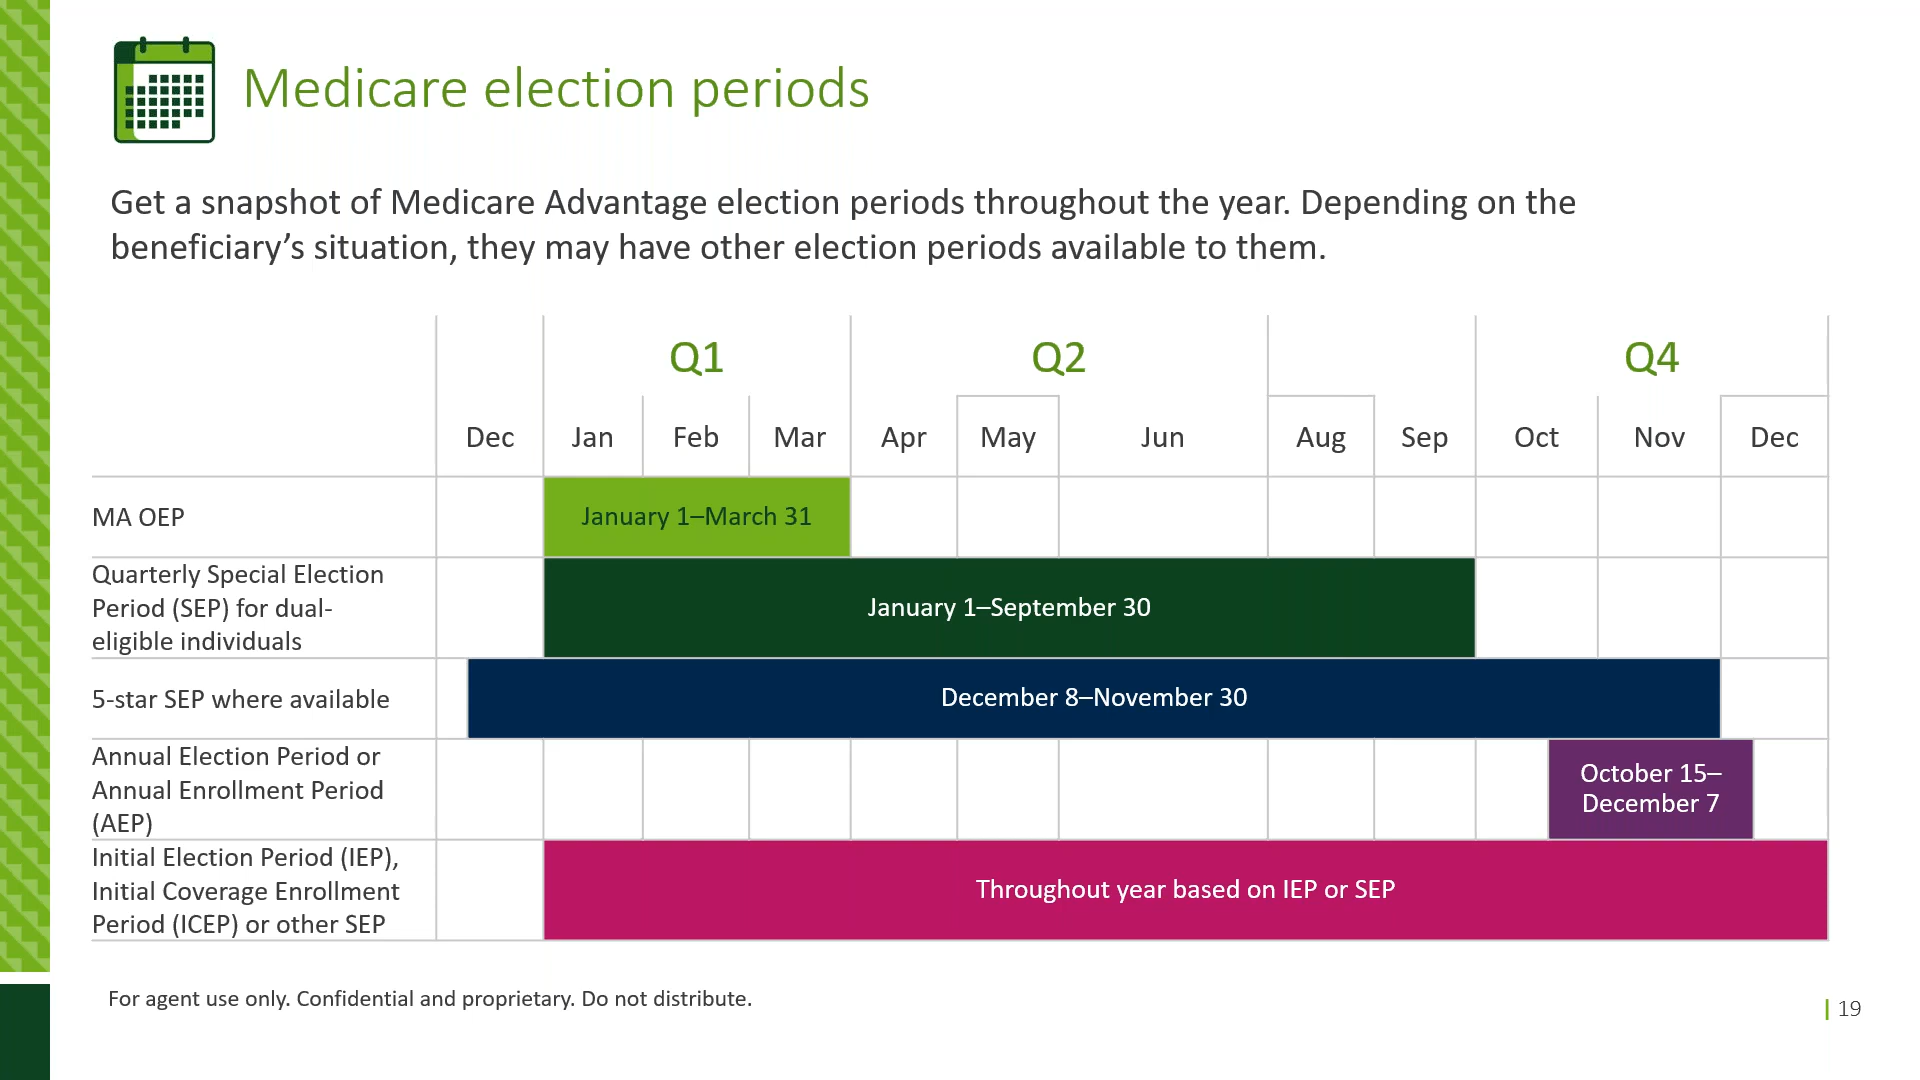 Medicare election periods
Get a snapshot of Medicare Advantage election periods throughout the year. Depending on the
beneficiary’s situation, they may have other election periods available to them.
Q1 Q2 Q4
Dec Jan Feb Mar Apr May Jun Aug Sep Oct Nov Dec
MA OEP
January 1–March 31
Quarterly Special Election
Period (SEP) for dual-
eligible individuals
January 1–September 30
5-star SEP where available
December 8–November 30
Annual Election Period or
Annual Enrollment Period
(AEP)
October 15–
December 7
Initial Election Period (IEP),
Initial Coverage Enrollment
Period (ICEP) or other SEP
Throughout year based on IEP or SEP
For agent use only. Confidential and proprietary. Do not distribute.
19